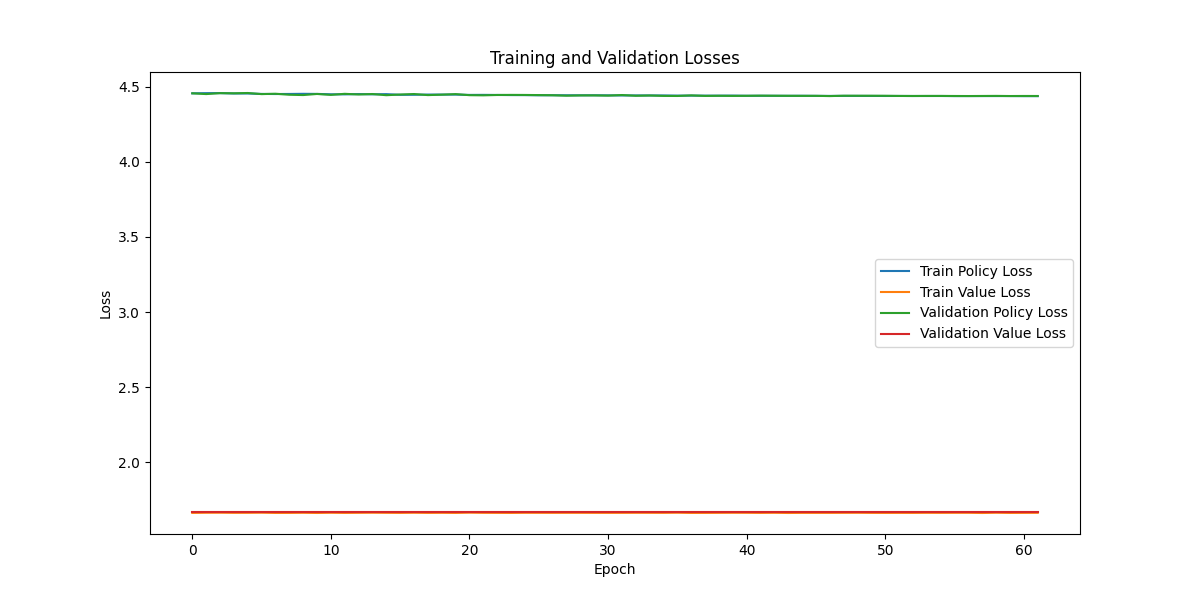 Training and Validation Losses
4.5
4.0
3.5
3.0
2.5
2.0
Loss
Train Policy Loss
Train Value Loss
Validation Policy Loss
Validation Value Loss
0 10 20 30 40 50 60
Epoch